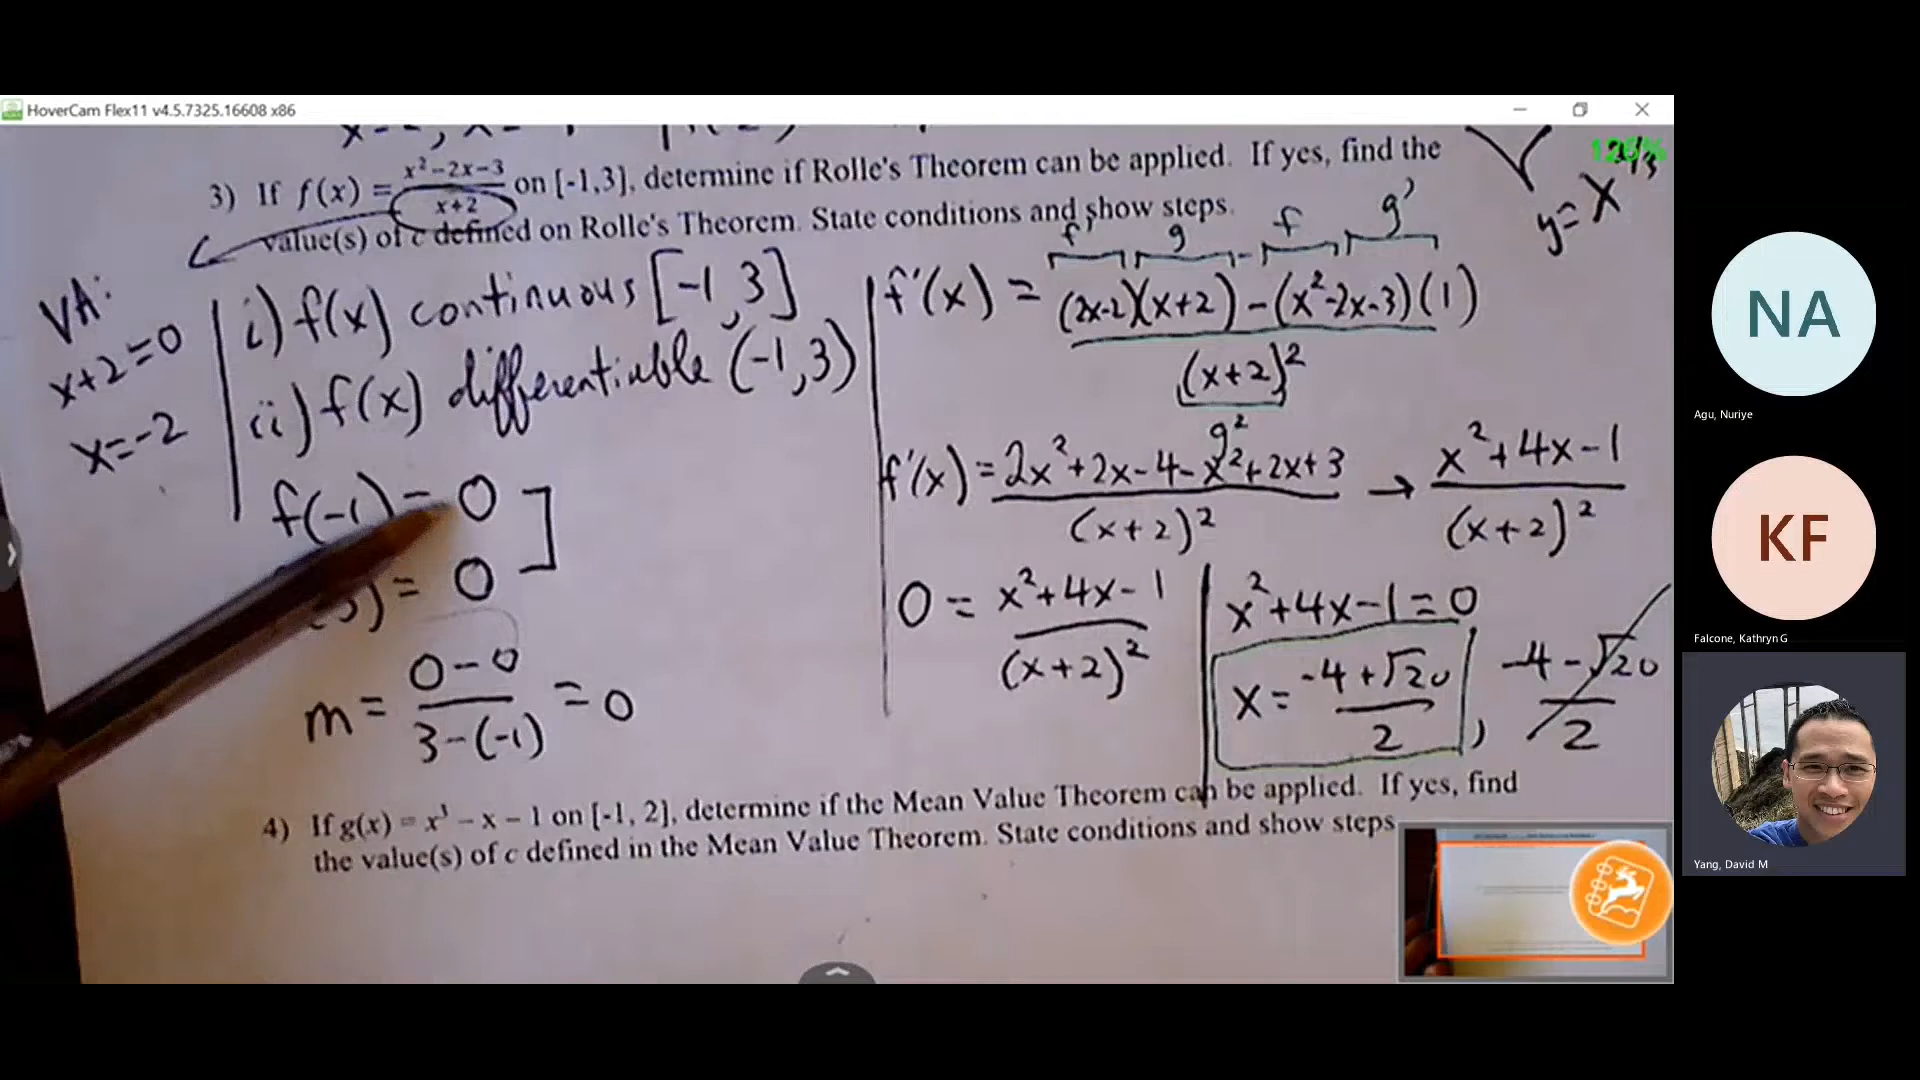 HoverCam Flex11 v4.5.7325.16608 x86
3) If f(x) = x²-2x-3 / x+2 on [-1,3], determine if Rolle's Theorem can be applied. If yes, find the
value(s) of c defined on Rolle's Theorem. State conditions and show steps.
y = x
VA:
x+2=0
x=-2
i) f(x) continuous [-1, 3]
ii) f(x) differentiable (-1, 3)
f(-1) = 0
3) = 0
m = 0-0 / 3-(-1) = 0
f' g - f g'
f'(x) = (2x-2)(x+2) - (x²-2x-3)(1) / (x+2)²
g²
f'(x) = 2x²+2x-4-x²+2x+3 / (x+2)² → x²+4x-1 / (x+2)²
0 = x²+4x-1 / (x+2)²
x²+4x-1=0
x = -4+√20 / 2 , -4-√20 / 2
4) If g(x) = x³ − x − 1 on [-1, 2], determine if the Mean Value Theorem can be applied. If yes, find
the value(s) of c defined in the Mean Value Theorem. State conditions and show steps
NA
Agu, Nuriye
KF
Falcone, Kathryn G
Yang, David M